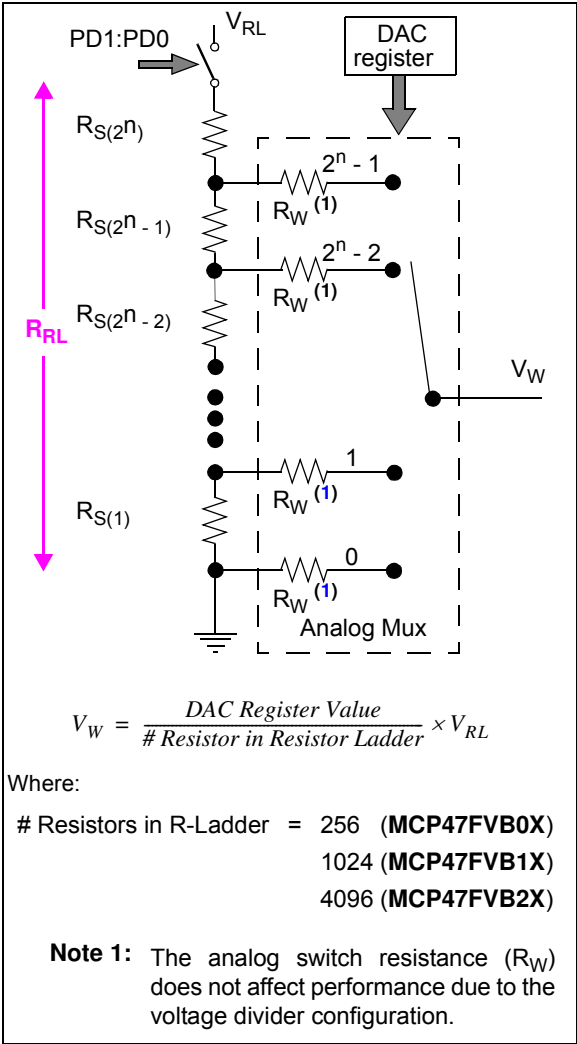 V_RL
PD1:PD0
DAC
register
R_S(2^n)
2^n - 1
R_W (1)
R_S(2^n - 1)
2^n - 2
R_W (1)
R_S(2^n - 2)
R_RL
V_W
1
R_W (1)
R_S(1)
0
R_W (1)
Analog Mux
V_W = DAC Register Value / # Resistor in Resistor Ladder × V_RL
Where:
# Resistors in R-Ladder = 256 (MCP47FVB0X)
1024 (MCP47FVB1X)
4096 (MCP47FVB2X)
Note 1: The analog switch resistance (R_W)
does not affect performance due to the
voltage divider configuration.